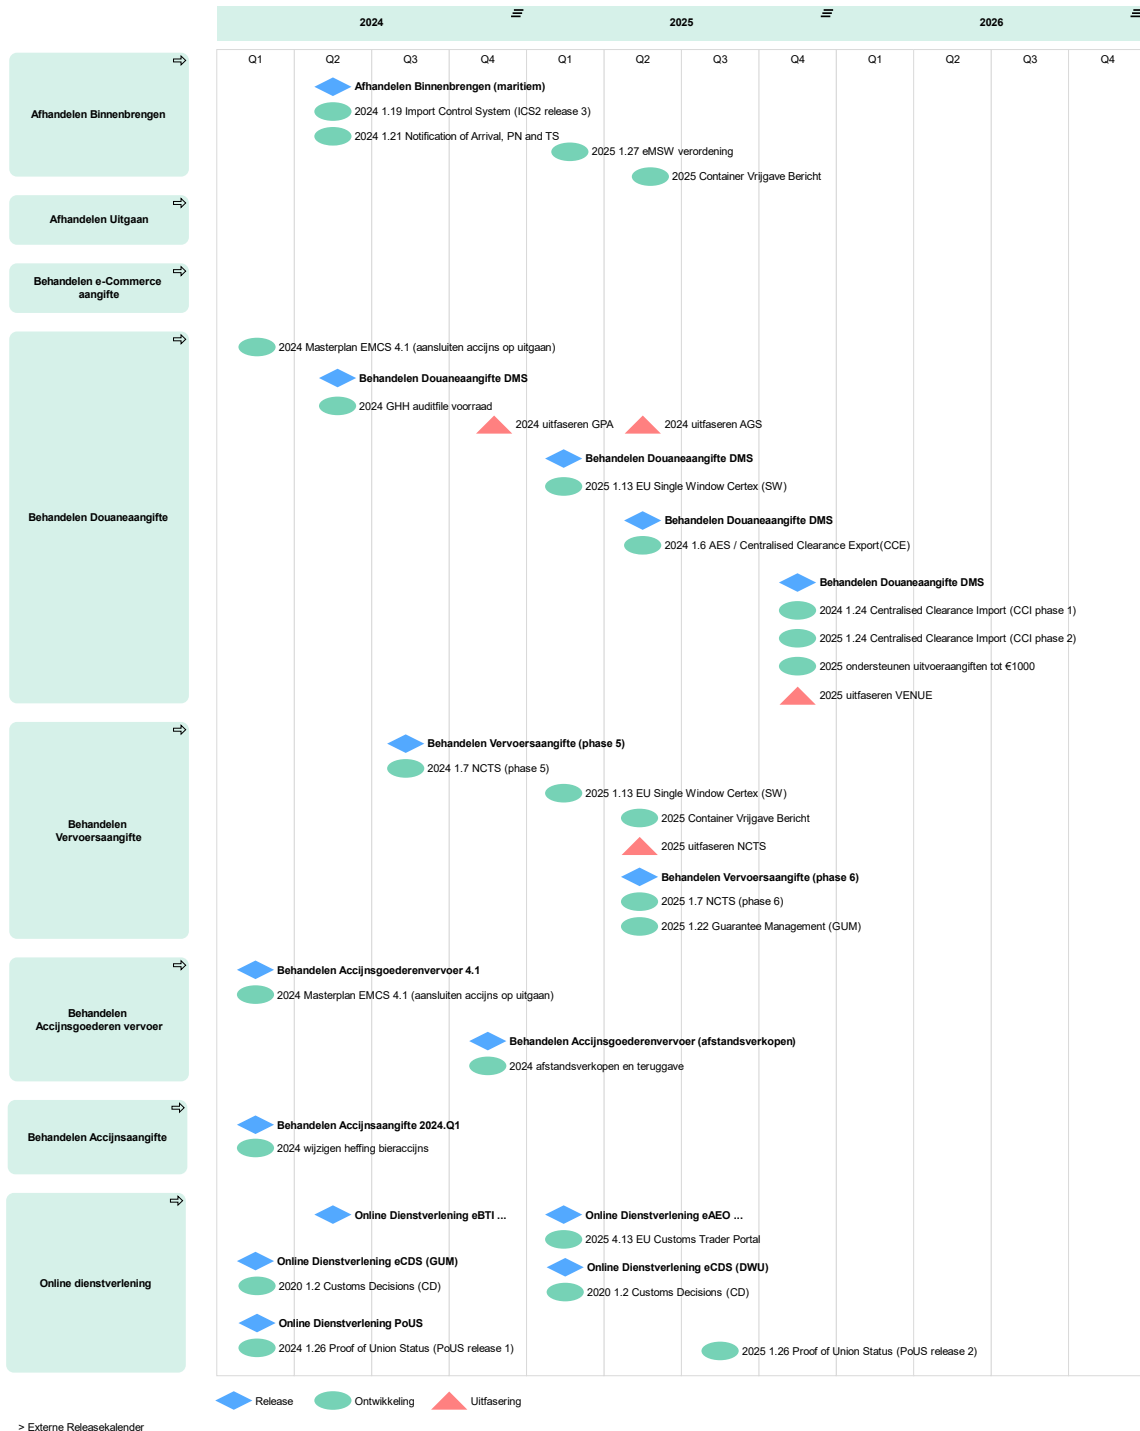 2024 2025 2026
Q1 Q2 Q3 Q4 Q1 Q2 Q3 Q4 Q1 Q2 Q3 Q4
Afhandelen Binnenbrengen
Afhandelen Binnenbrengen (maritiem)
2024 1.19 Import Control System (ICS2 release 3)
2024 1.21 Notification of Arrival, PN and TS
2025 1.27 eMSW verordening
2025 Container Vrijgave Bericht
Afhandelen Uitgaan
Behandelen e-Commerce
aangifte
Behandelen Douaneaangifte
2024 Masterplan EMCS 4.1 (aansluiten accijns op uitgaan)
Behandelen Douaneaangifte DMS
2024 GHH auditfile voorraad
2024 uitfaseren GPA
2024 uitfaseren AGS
Behandelen Douaneaangifte DMS
2025 1.13 EU Single Window Certex (SW)
Behandelen Douaneaangifte DMS
2024 1.6 AES / Centralised Clearance Export(CCE)
Behandelen Douaneaangifte DMS
2024 1.24 Centralised Clearance Import (CCI phase 1)
2025 1.24 Centralised Clearance Import (CCI phase 2)
2025 ondersteunen uitvoeraangiften tot €1000
2025 uitfaseren VENUE
Behandelen
Vervoersaangifte
Behandelen Vervoersaangifte (phase 5)
2024 1.7 NCTS (phase 5)
2025 1.13 EU Single Window Certex (SW)
2025 Container Vrijgave Bericht
2025 uitfaseren NCTS
Behandelen Vervoersaangifte (phase 6)
2025 1.7 NCTS (phase 6)
2025 1.22 Guarantee Management (GUM)
Behandelen
Accijnsgoederen vervoer
Behandelen Accijnsgoederenvervoer 4.1
2024 Masterplan EMCS 4.1 (aansluiten accijns op uitgaan)
Behandelen Accijnsgoederenvervoer (afstandsverkopen)
2024 afstandsverkopen en teruggave
Behandelen Accijnsaangifte
Behandelen Accijnsaangifte 2024.Q1
2024 wijzigen heffing bieraccijns
Online dienstverlening
Online Dienstverlening eBTI ...
Online Dienstverlening eAEO ...
2025 4.13 EU Customs Trader Portal
Online Dienstverlening eCDS (GUM)
Online Dienstverlening eCDS (DWU)
2020 1.2 Customs Decisions (CD)
2020 1.2 Customs Decisions (CD)
Online Dienstverlening PoUS
2024 1.26 Proof of Union Status (PoUS release 1)
2025 1.26 Proof of Union Status (PoUS release 2)
Release Ontwikkeling Uitfasering
> Externe Releasekalender